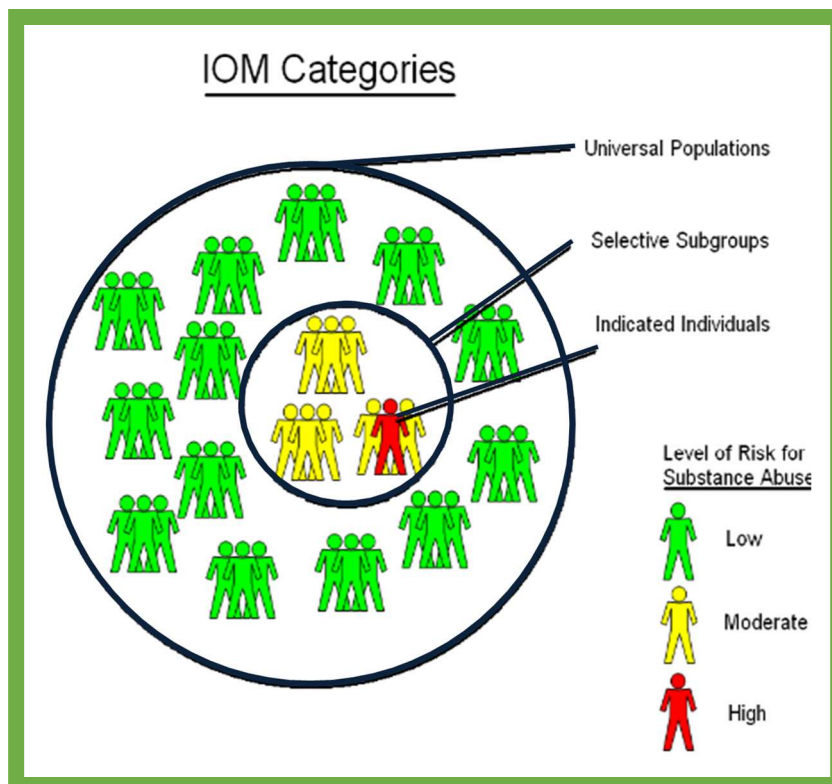 IOM Categories
Universal Populations
Selective Subgroups
Indicated Individuals
Level of Risk for
Substance Abuse
Low
Moderate
High